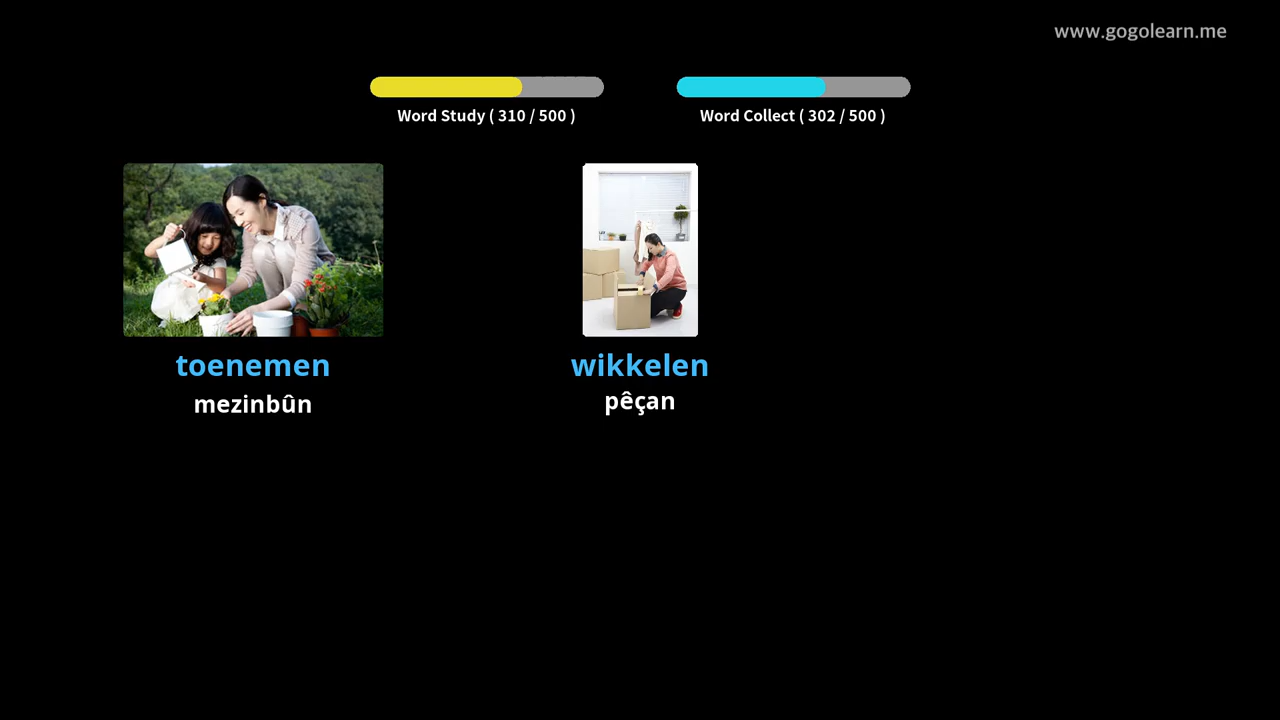 www.gogolearn.me
Word Study ( 310 / 500 )
Word Collect ( 302 / 500 )
toenemen
mezinbûn
wikkelen
pêçan